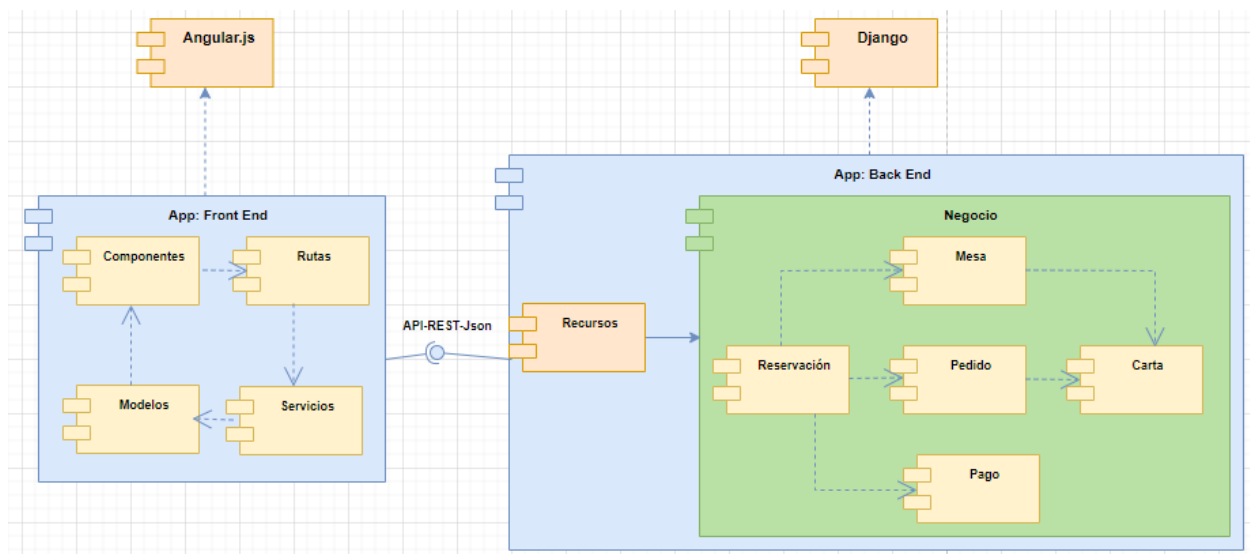 Angular.js
Django
App: Back End
App: Front End
Negocio
Componentes
Rutas
Mesa
API-REST-Json
Recursos
Reservación
Pedido
Carta
Modelos
Servicios
Pago